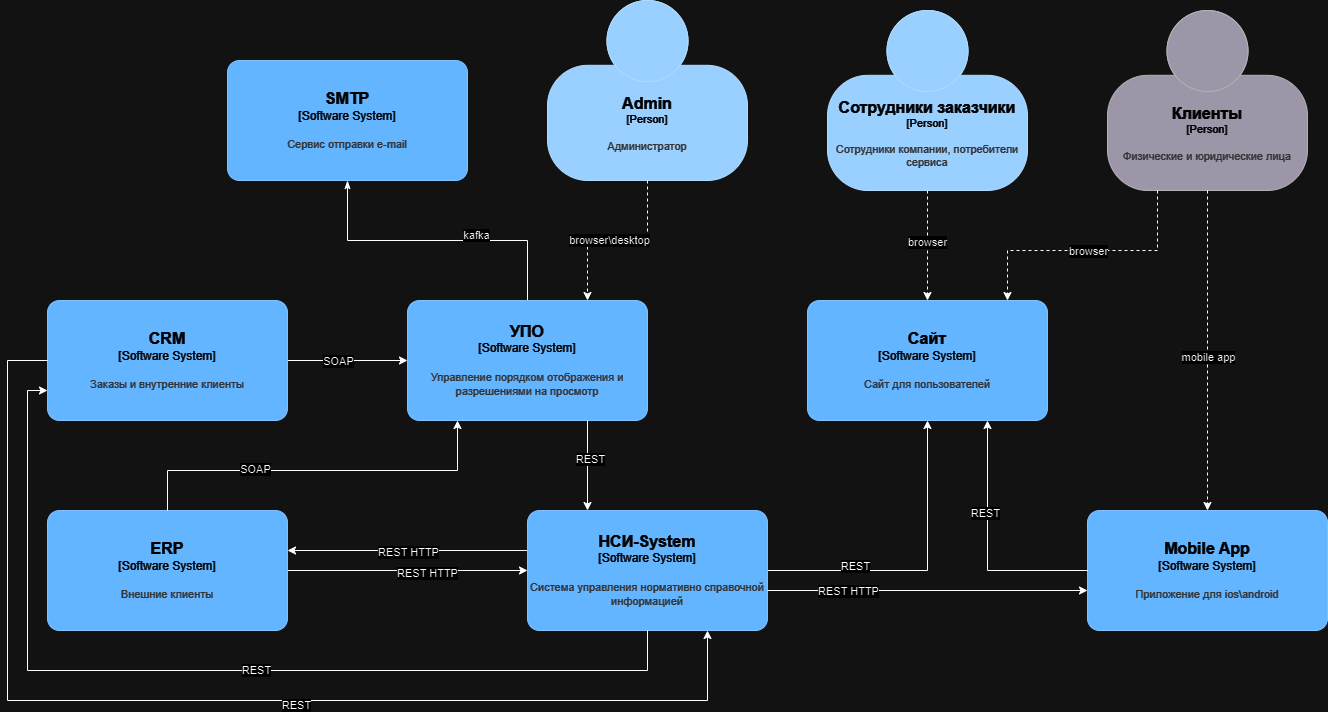 SMTP
[Software System]
Сервис отправки e-mail
Admin
[Person]
Администратор
Сотрудники заказчики
[Person]
Сотрудники компании, потребители
сервиса
Клиенты
[Person]
Физические и юридические лица
kafka
browser\desktop
browser
browser
mobile app
CRM
[Software System]
Заказы и внутренние клиенты
SOAP
УПО
[Software System]
Управление порядком отображения и
разрешениями на просмотр
Сайт
[Software System]
Сайт для пользователей
SOAP
REST
REST
ERP
[Software System]
Внешние клиенты
REST HTTP
REST HTTP
НСИ-System
[Software System]
Система управления нормативно справочной
информацией
REST
REST HTTP
Mobile App
[Software System]
Приложение для ios\android
REST
REST